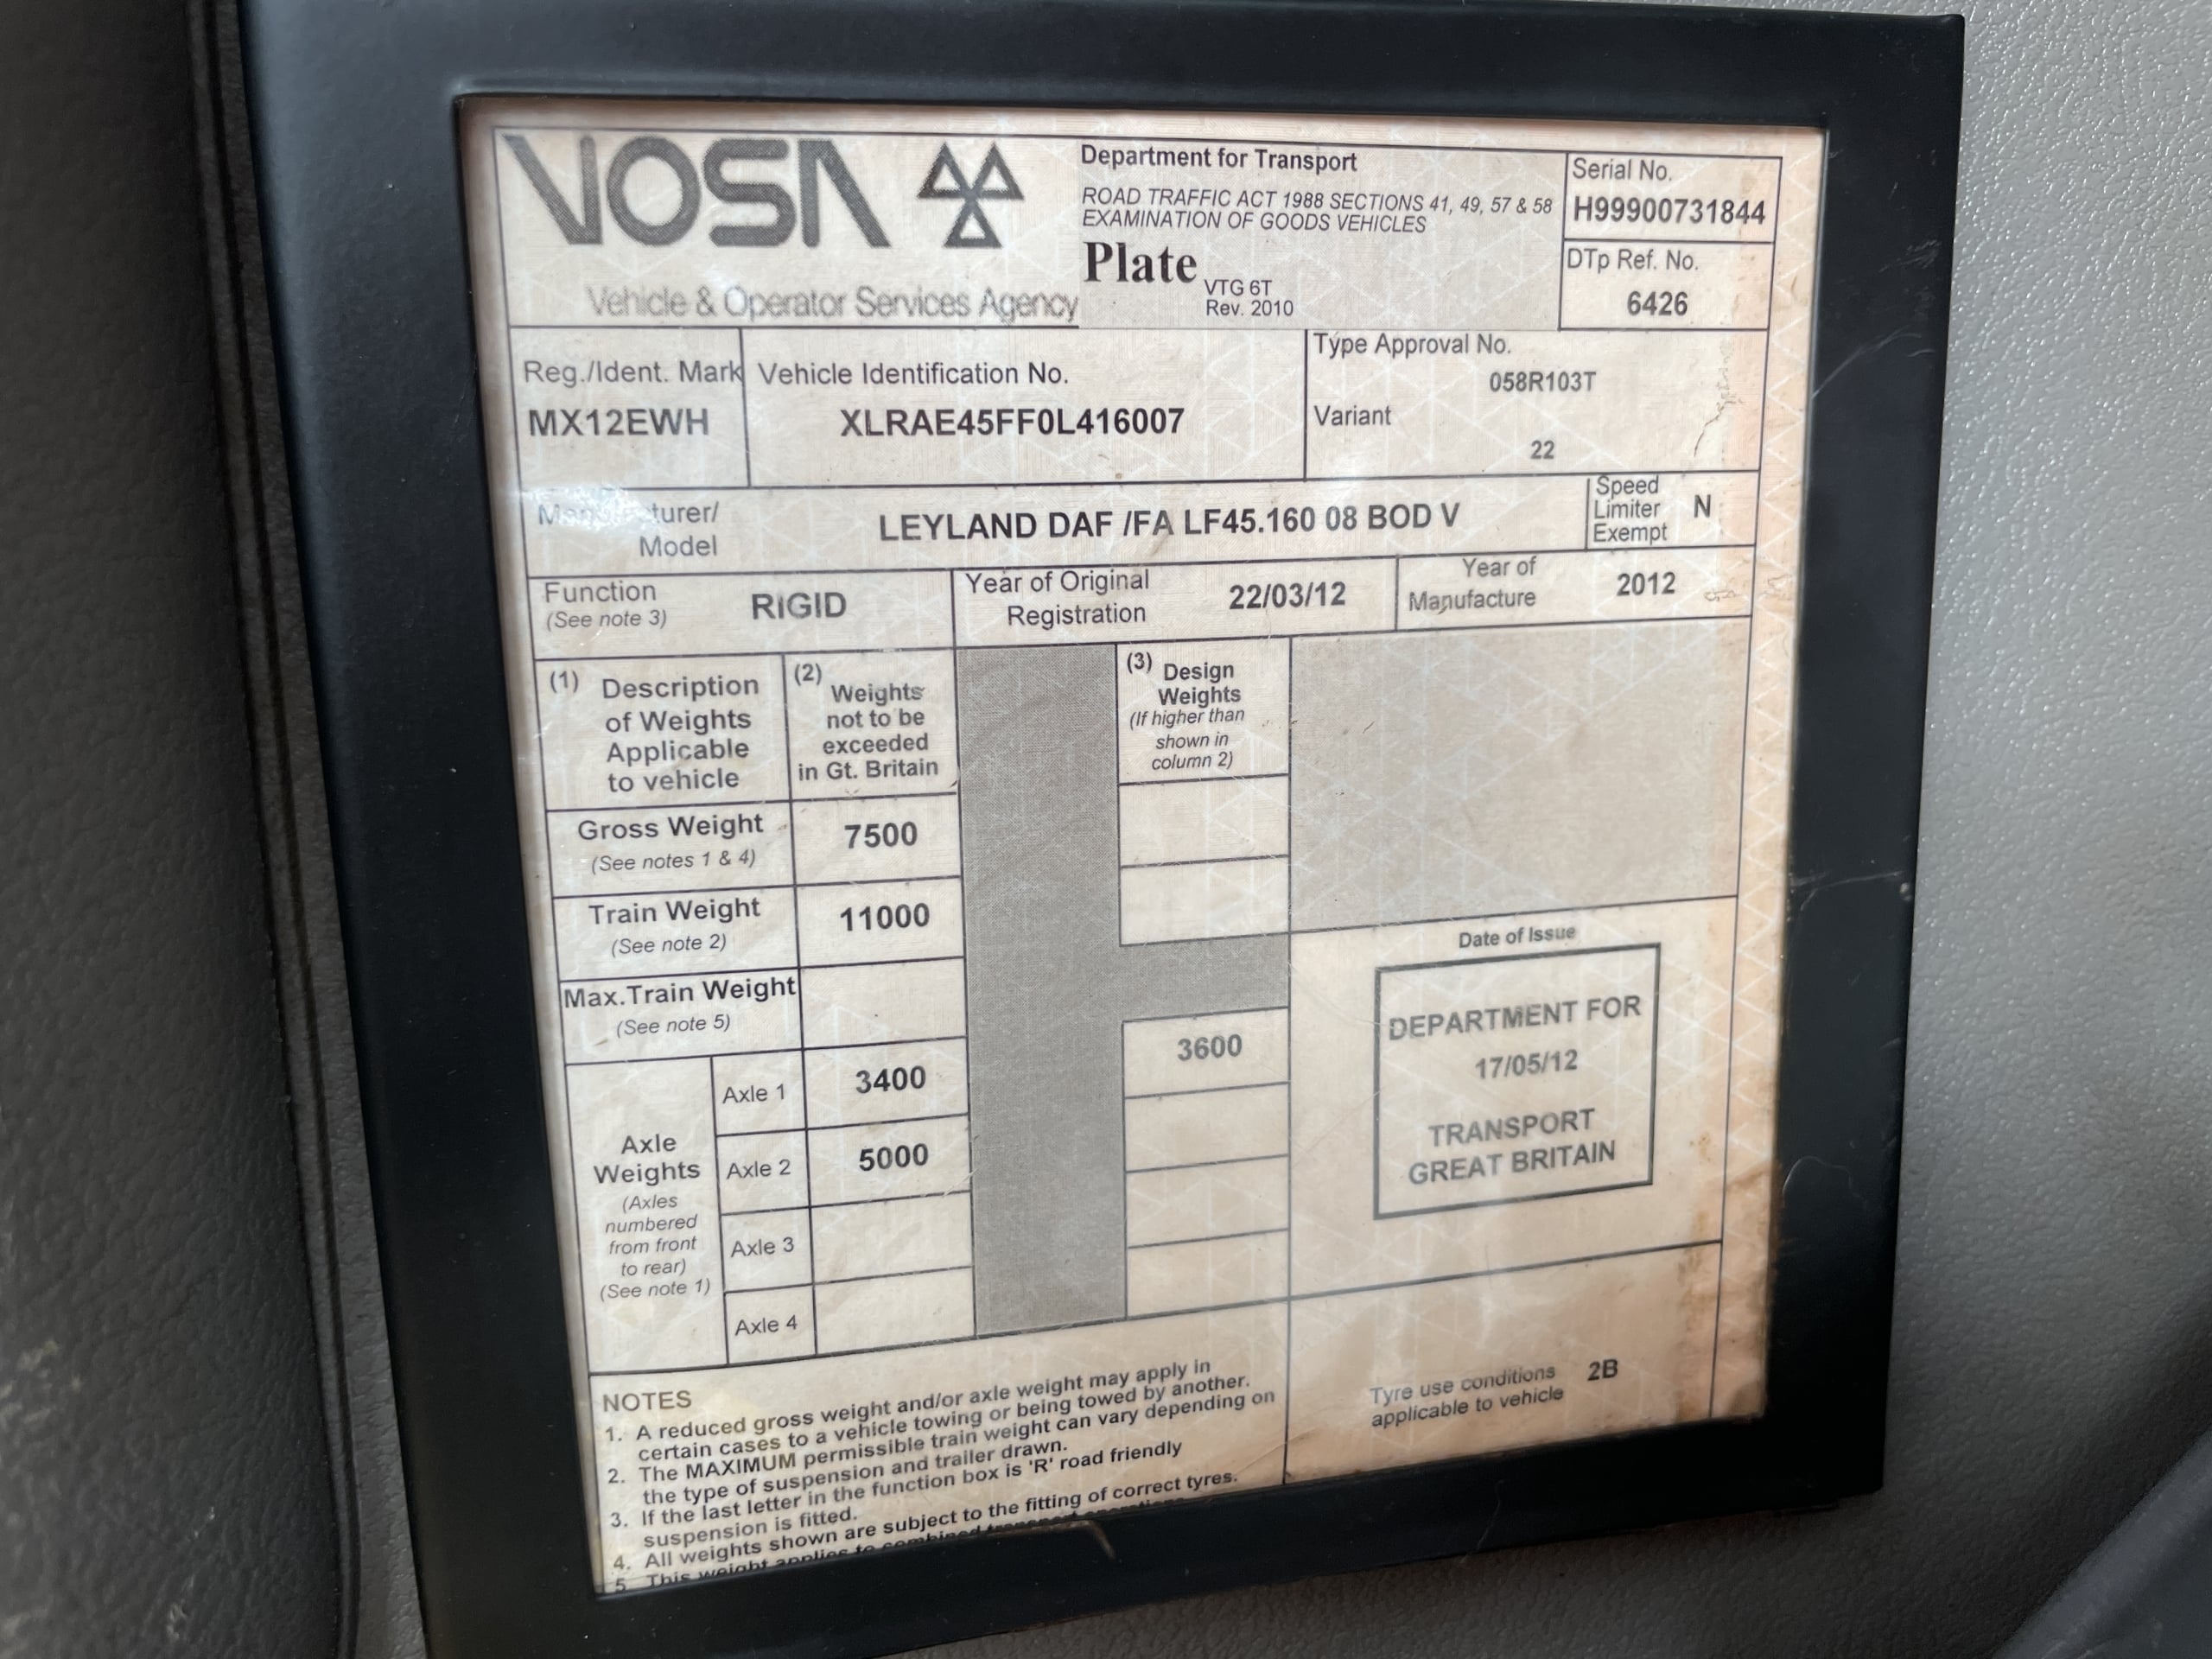 VOSA
Vehicle & Operator Services Agency
Department for Transport
ROAD TRAFFIC ACT 1988 SECTIONS 41, 49, 57 & 58
EXAMINATION OF GOODS VEHICLES
Plate VTG 6T
Rev. 2010
Serial No.
H99900731844
DTp Ref. No.
6426
Reg./Ident. Mark
MX12EWH
Vehicle Identification No.
XLRAE45FF0L416007
Type Approval No.
058R103T
Variant
22
Manufacturer/
Model
LEYLAND DAF /FA LF45.160 08 BOD V
Speed
Limiter
Exempt
N
Function
(See note 3)
RIGID
Year of Original
Registration
22/03/12
Year of
Manufacture
2012
(1) Description
of Weights
Applicable
to vehicle
(2) Weights
not to be
exceeded
in Gt. Britain
(3) Design
Weights
(If higher than
shown in
column 2)
Gross Weight
(See notes 1 & 4)
7500
Train Weight
(See note 2)
11000
Max.Train Weight
(See note 5)
Axle
Weights
(Axles
numbered
from front
to rear)
(See note 1)
Axle 1
3400
3600
Axle 2
5000
Axle 3
Axle 4
Date of Issue
DEPARTMENT FOR
17/05/12
TRANSPORT
GREAT BRITAIN
Tyre use conditions
applicable to vehicle
2B
NOTES
1. A reduced gross weight and/or axle weight may apply in
certain cases to a vehicle towing or being towed by another.
2. The MAXIMUM permissible train weight can vary depending on
the type of suspension and trailer drawn.
3. If the last letter in the function box is 'R' road friendly
suspension is fitted.
4. All weights shown are subject to the fitting of correct tyres.
5. This weight applies to combined transport operations